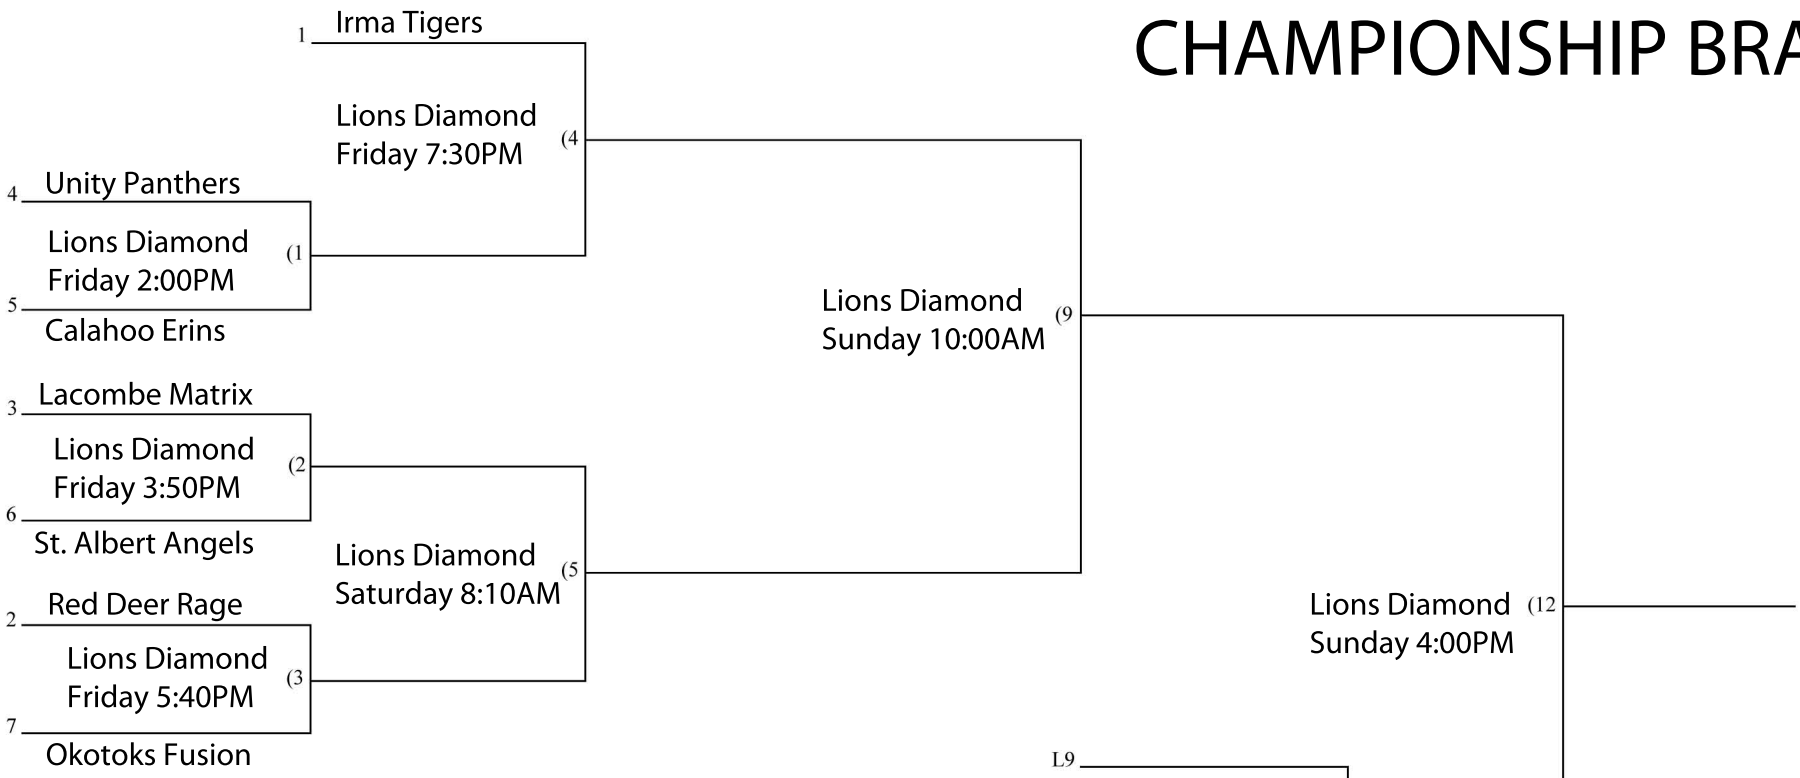 1 Irma Tigers
CHAMPIONSHIP BRA
Lions Diamond
Friday 7:30PM
(4
4 Unity Panthers
Lions Diamond
Friday 2:00PM
(1
5
Calahoo Erins
Lions Diamond
Sunday 10:00AM
(9
Lacombe Matrix
3
Lions Diamond
Friday 3:50PM
(2
6
St. Albert Angels
Lions Diamond
Saturday 8:10AM
(5
Red Deer Rage
2
Lions Diamond
Friday 5:40PM
(3
7
Okotoks Fusion
Lions Diamond
Sunday 4:00PM
(12
L9